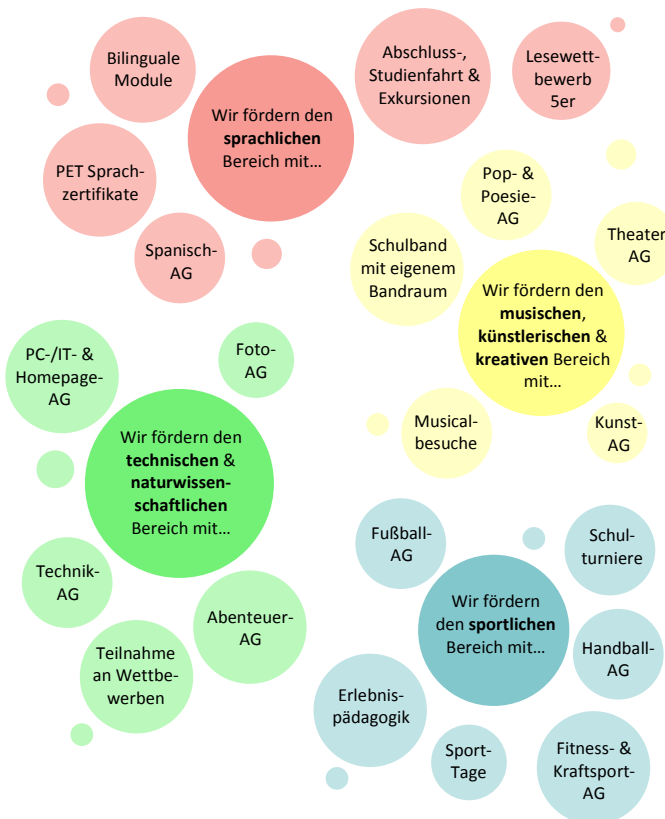 Bilinguale
Module
Abschluss-,
Studienfahrt &
Exkursionen
Lesewett-
bewerb
5er
Wir fördern den
sprachlichen
Bereich mit…
PET Sprach-
zertifikate
Spanisch-
AG
Pop- &
Poesie-
AG
Theater
AG
Schulband
mit eigenem
Bandraum
Wir fördern den
musischen,
künstlerischen &
kreativen Bereich
mit…
Musical-
besuche
Kunst-
AG
PC-/IT- &
Homepage-
AG
Foto-
AG
Wir fördern den
technischen &
naturwissen-
schaftlichen
Bereich mit…
Technik-
AG
Abenteuer-
AG
Teilnahme
an Wettbe-
werben
Fußball-
AG
Schul-
turniere
Wir fördern
den sportlichen
Bereich mit…
Handball-
AG
Erlebnis-
pädagogik
Sport-
Tage
Fitness- &
Kraftsport-
AG